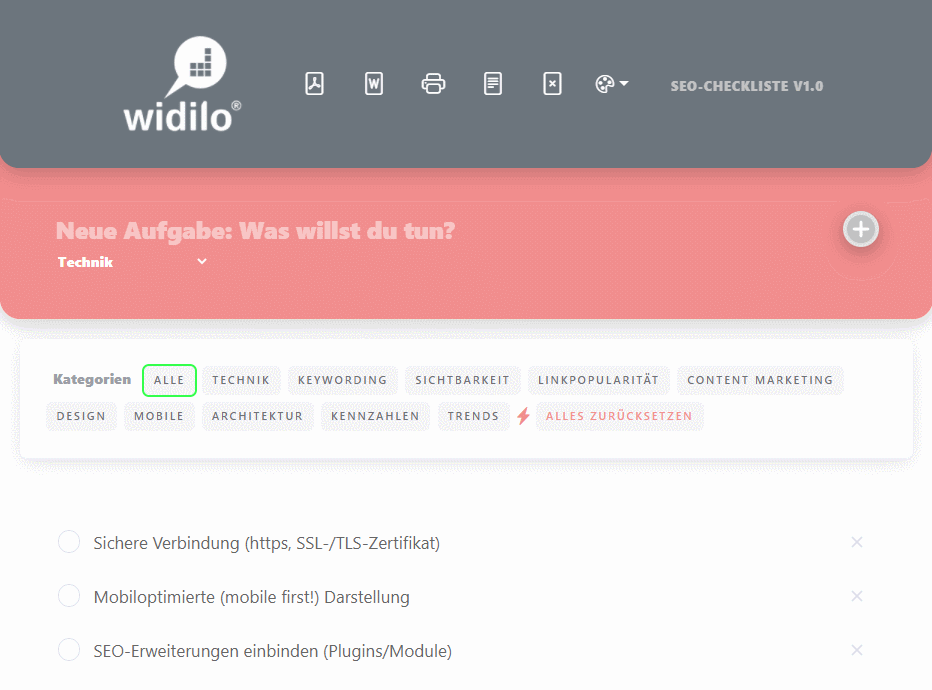 widilo®
SEO-CHECKLISTE V1.0
Neue Aufgabe: Was willst du tun?
Technik
Kategorien ALLE TECHNIK KEYWORDING SICHTBARKEIT LINKPOPULARITÄT CONTENT MARKETING
DESIGN MOBILE ARCHITEKTUR KENNZAHLEN TRENDS ALLES ZURÜCKSETZEN
Sichere Verbindung (https, SSL-/TLS-Zertifikat)
Mobiloptimierte (mobile first!) Darstellung
SEO-Erweiterungen einbinden (Plugins/Module)